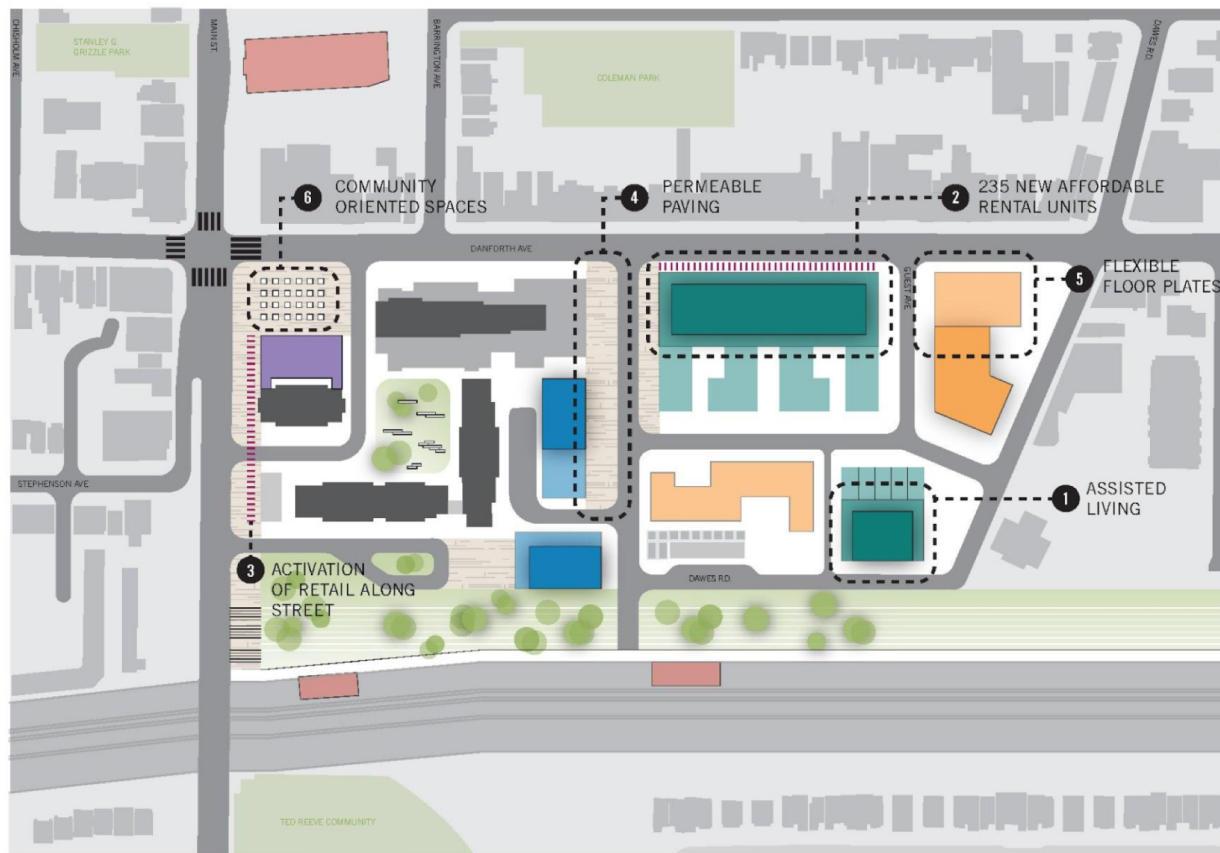 CHISHOLM AVE
STANLEY G.
GRIZZLE PARK
MAIN ST.
BARRINGTON AVE
COLEMAN PARK
DAWES RD.
6
COMMUNITY
ORIENTED SPACES
4
PERMEABLE
PAVING
2
235 NEW AFFORDABLE
RENTAL UNITS
DANFORTH AVE
GUEST AVE
5
FLEXIBLE
FLOOR PLATES
STEPHENSON AVE
1
ASSISTED
LIVING
3
ACTIVATION
OF RETAIL ALONG
STREET
DAWES RD.
TED REEVE COMMUNITY